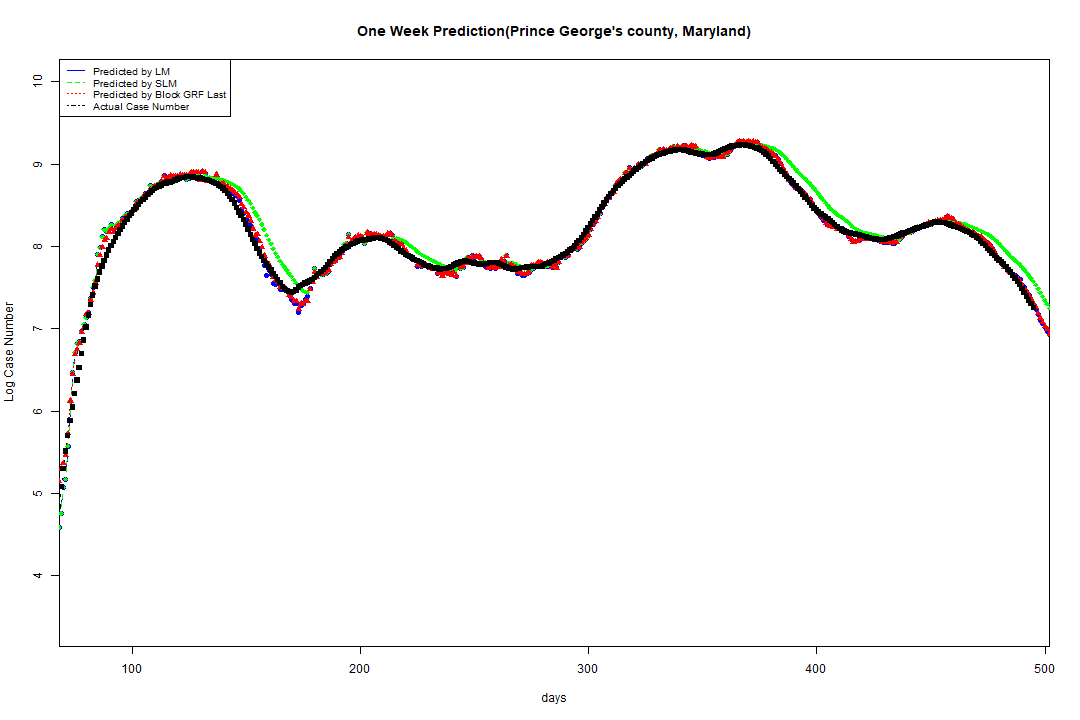 One Week Prediction(Prince George's county, Maryland)
Predicted by LM
Predicted by SLM
Predicted by Block GRF Last
Actual Case Number
10
9
8
7
6
5
4
Log Case Number
100 200 300 400 500
days